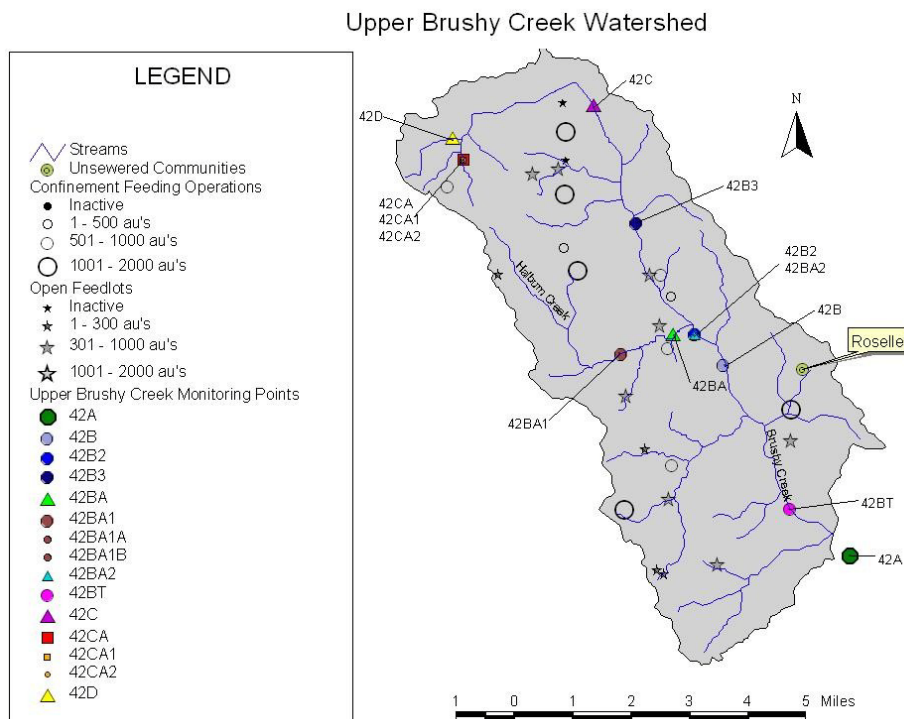 Upper Brushy Creek Watershed
LEGEND
Streams
Unsewered Communities
Confinement Feeding Operations
Inactive
1 - 500 au's
501 - 1000 au's
1001 - 2000 au's
Open Feedlots
Inactive
1 - 300 au's
301 - 1000 au's
1001 - 2000 au's
Upper Brushy Creek Monitoring Points
42A
42B
42B2
42B3
42BA
42BA1
42BA1A
42BA1B
42BA2
42BT
42C
42CA
42CA1
42CA2
42D
42C
N
42D
42CA
42CA1
42CA2
42B3
42B2
42BA2
Halburn Creek
42B
Roselle
42BA
42BA1
Brushy Creek
42BT
42A
1 0 1 2 3 4 5 Miles